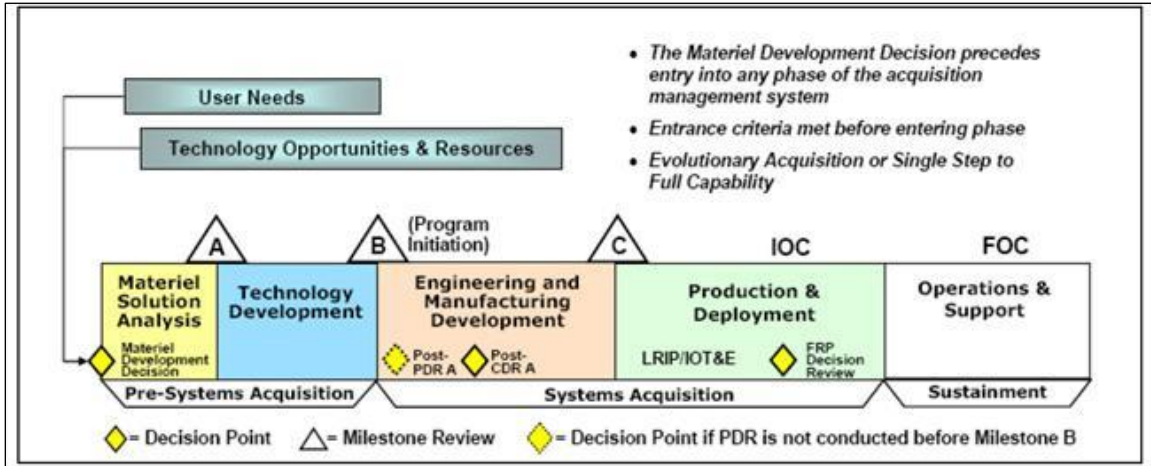 • The Materiel Development Decision precedes
entry into any phase of the acquisition
management system
• Entrance criteria met before entering phase
• Evolutionary Acquisition or Single Step to
Full Capability
User Needs
Technology Opportunities & Resources
A
B
(Program
Initiation)
C
IOC
FOC
Materiel
Solution
Analysis
Technology
Development
Engineering and
Manufacturing
Development
Production &
Deployment
Operations &
Support
Materiel
Development
Decision
Post-
PDR A
Post-
CDR A
LRIP/IOT&E
FRP
Decision
Review
Pre-Systems Acquisition
Systems Acquisition
Sustainment
= Decision Point
= Milestone Review
= Decision Point if PDR is not conducted before Milestone B